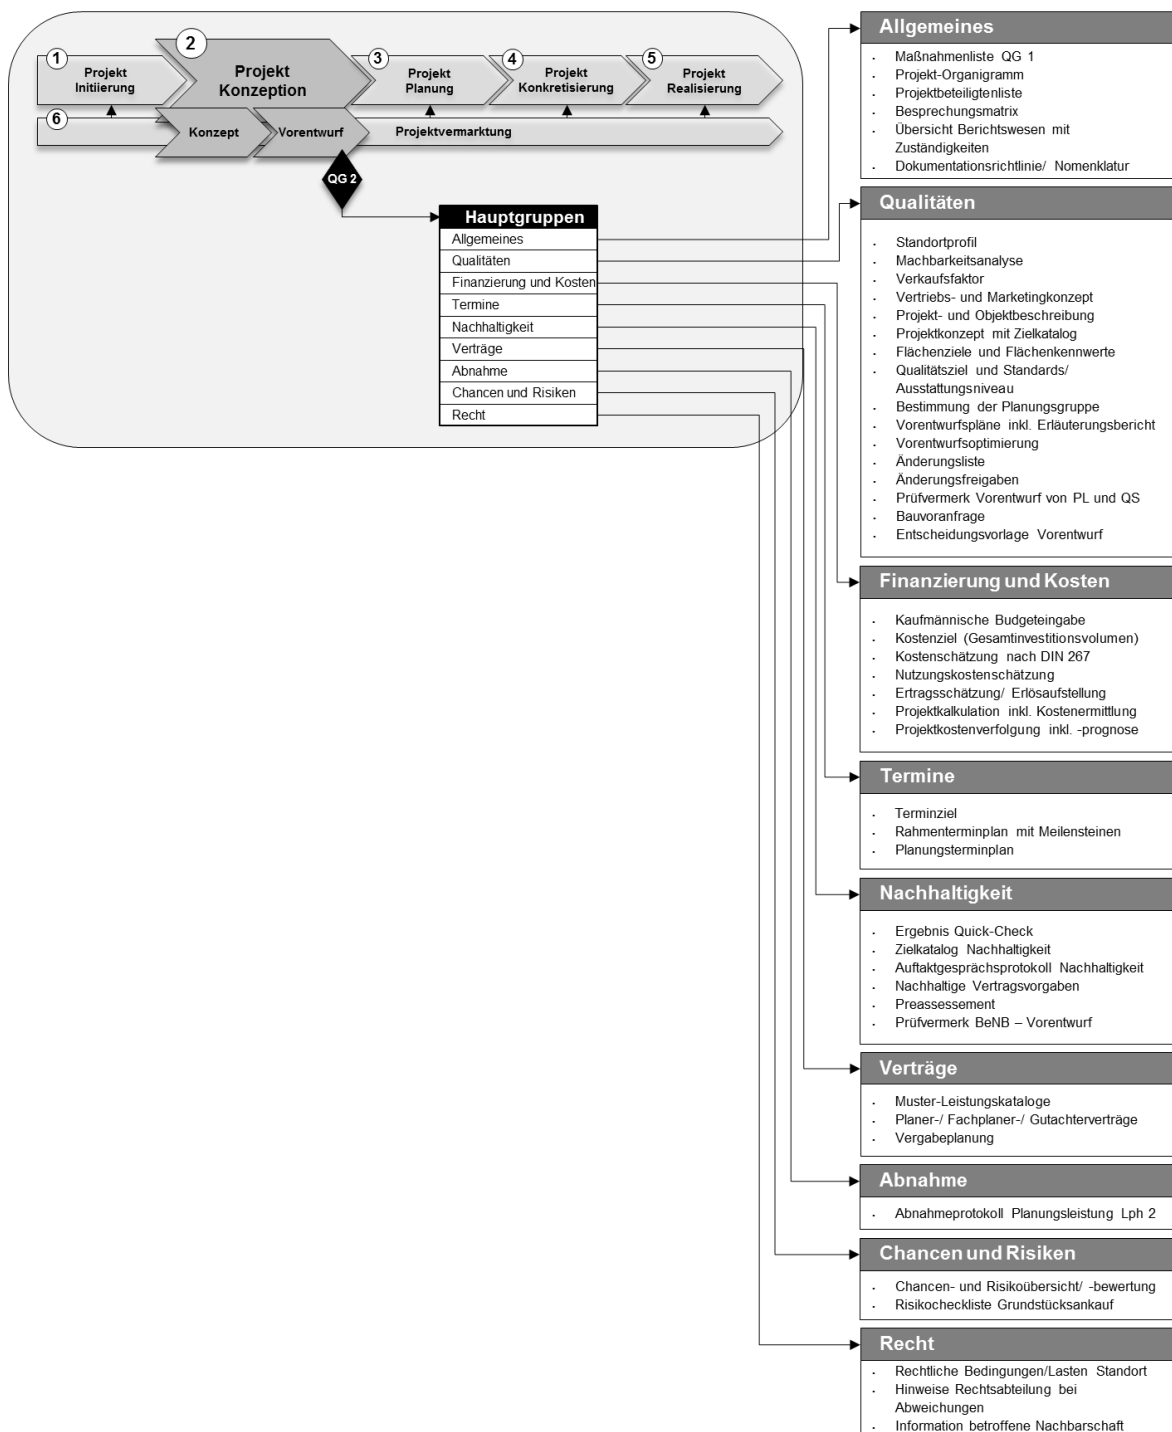 1
Projekt
Initiierung
2
Projekt
Konzeption
3
Projekt
Planung
4
Projekt
Konkretisierung
5
Projekt
Realisierung
6
Konzept
Vorentwurf
Projektvermarktung
QG 2
Hauptgruppen
Allgemeines
Qualitäten
Finanzierung und Kosten
Termine
Nachhaltigkeit
Verträge
Abnahme
Chancen und Risiken
Recht
Allgemeines
· Maßnahmenliste QG 1
· Projekt-Organigramm
· Projektbeteiligtenliste
· Besprechungsmatrix
· Übersicht Berichtswesen mit
Zuständigkeiten
· Dokumentationsrichtlinie/ Nomenklatur
Qualitäten
· Standortprofil
· Machbarkeitsanalyse
· Verkaufsfaktor
· Vertriebs- und Marketingkonzept
· Projekt- und Objektbeschreibung
· Projektkonzept mit Zielkatalog
· Flächenziele und Flächenkennwerte
· Qualitätsziel und Standards/
Ausstattungsniveau
· Bestimmung der Planungsgruppe
· Vorentwurfspläne inkl. Erläuterungsbericht
· Vorentwurfsoptimierung
· Änderungsliste
· Änderungsfreigaben
· Prüfvermerk Vorentwurf von PL und QS
· Bauvoranfrage
· Entscheidungsvorlage Vorentwurf
Finanzierung und Kosten
· Kaufmännische Budgeteingabe
· Kostenziel (Gesamtinvestitionsvolumen)
· Kostenschätzung nach DIN 267
· Nutzungskostenschätzung
· Ertragsschätzung/ Erlösaufstellung
· Projektkalkulation inkl. Kostenermittlung
· Projektkostenverfolgung inkl. -prognose
Termine
· Terminziel
· Rahmenterminplan mit Meilensteinen
· Planungsterminplan
Nachhaltigkeit
· Ergebnis Quick-Check
· Zielkatalog Nachhaltigkeit
· Auftaktgesprächsprotokoll Nachhaltigkeit
· Nachhaltige Vertragsvorgaben
· Preassessement
· Prüfvermerk BeNB – Vorentwurf
Verträge
· Muster-Leistungskataloge
· Planer-/ Fachplaner-/ Gutachterverträge
· Vergabeplanung
Abnahme
· Abnahmeprotokoll Planungsleistung Lph 2
Chancen und Risiken
· Chancen- und Risikoübersicht/ -bewertung
· Risikocheckliste Grundstücksankauf
Recht
· Rechtliche Bedingungen/Lasten Standort
· Hinweise Rechtsabteilung bei
Abweichungen
· Information betroffene Nachbarschaft